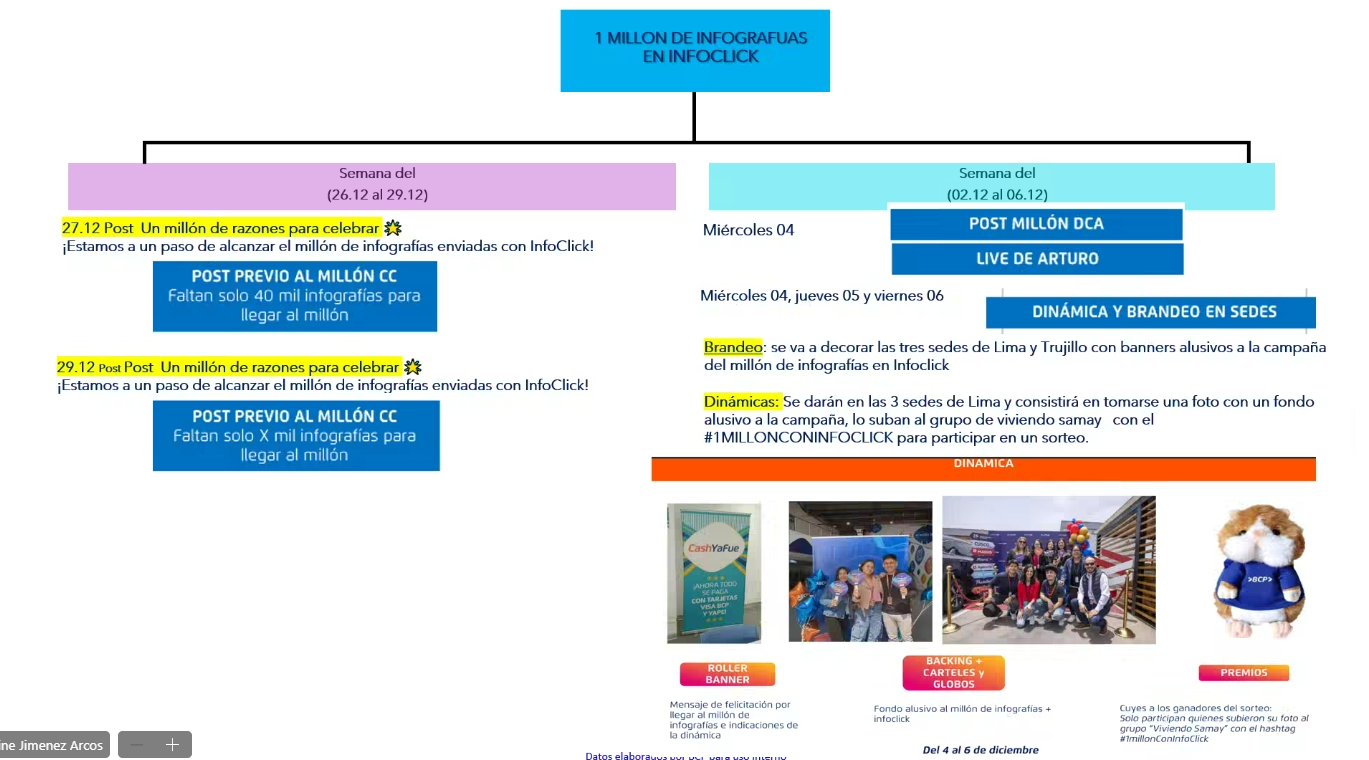 1 MILLON DE INFOGRAFUAS
EN INFOCLICK
Semana del
(26.12 al 29.12)
27.12 Post Un millón de razones para celebrar
¡Estamos a un paso de alcanzar el millón de infografías enviadas con InfoClick!
POST PREVIO AL MILLÓN CC
Faltan solo 40 mil infografías para
llegar al millón
29.12 Post Post Un millón de razones para celebrar
¡Estamos a un paso de alcanzar el millón de infografías enviadas con InfoClick!
POST PREVIO AL MILLÓN CC
Faltan solo X mil infografías para
llegar al millón
Semana del
(02.12 al 06.12)
Miércoles 04
POST MILLÓN DCA
LIVE DE ARTURO
Miércoles 04, jueves 05 y viernes 06
DINÁMICA Y BRANDEO EN SEDES
Brandeo: se va a decorar las tres sedes de Lima y Trujillo con banners alusivos a la campaña
del millón de infografías en Infoclick
Dinámicas: Se darán en las 3 sedes de Lima y consistirá en tomarse una foto con un fondo
alusivo a la campaña, lo suban al grupo de viviendo samay con el
#1MILLONCONINFOCLICK para participar en un sorteo.
DINÁMICA
CashYaFue
¡AHORA TODO
SE PAGA
CON TARJETAS
VISA BCP
Y YAPE!
>BCP>
ROLLER
BANNER
Mensaje de felicitación por
llegar al millón de
infografías e indicaciones de
la dinámica
BACKING +
CARTELES y
GLOBOS
Fondo alusivo al millón de infografías +
infoclick
PREMIOS
Cuyes a los ganadores del sorteo:
Solo participan quienes subieron su foto al
grupo "Viviendo Samay" con el hashtag
#1millonConInfoClick
Del 4 al 6 de diciembre
ine Jimenez Arcos
Datos elaborados por BCP para uso interno